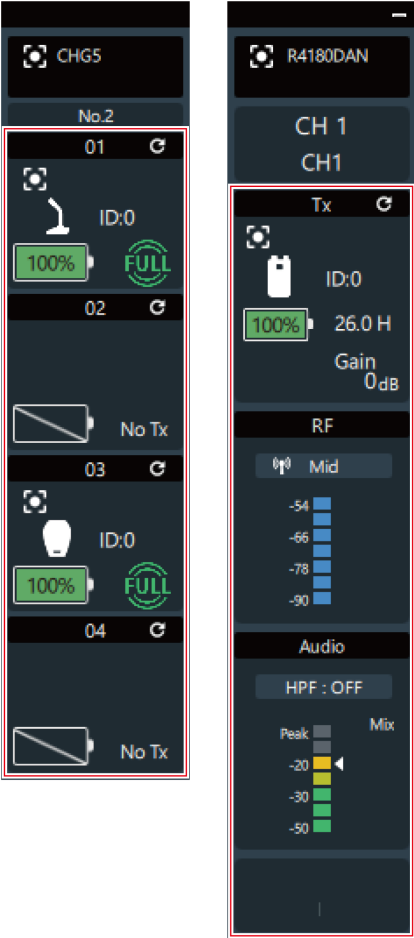 CHG5
No.2
01
ID:0
100% FULL
02
No Tx
03
ID:0
100% FULL
04
No Tx
R4180DAN
CH 1
CH1
Tx
ID:0
100% 26.0 H
Gain
0dB
RF
Mid
-54
-66
-78
-90
Audio
HPF : OFF
Mix
Peak
-20
-30
-50